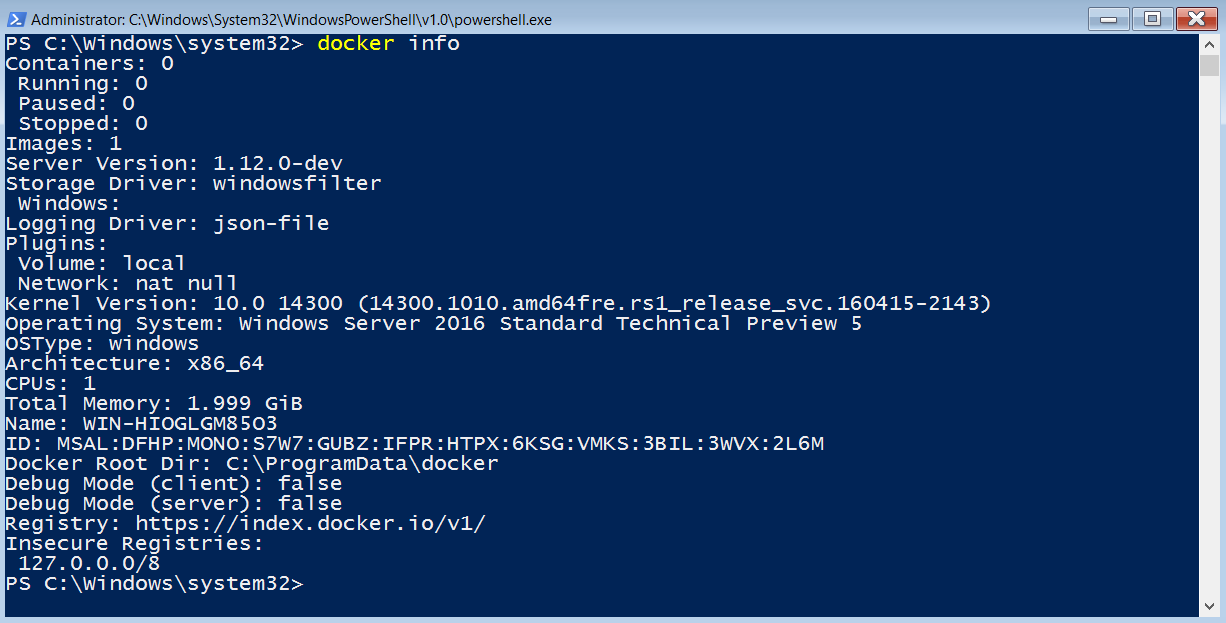 Administrator: C:\Windows\System32\WindowsPowerShell\v1.0\powershell.exe
PS C:\Windows\system32> docker info
Containers: 0
 Running: 0
 Paused: 0
 Stopped: 0
Images: 1
Server Version: 1.12.0-dev
Storage Driver: windowsfilter
 Windows:
Logging Driver: json-file
Plugins:
 Volume: local
 Network: nat null
Kernel Version: 10.0 14300 (14300.1010.amd64fre.rs1_release_svc.160415-2143)
Operating System: Windows Server 2016 Standard Technical Preview 5
OSType: windows
Architecture: x86_64
CPUs: 1
Total Memory: 1.999 GiB
Name: WIN-HIOGLGM85O3
ID: MSAL:DFHP:MONO:S7W7:GUBZ:IFPR:HTPX:6KSG:VMKS:3BIL:3WVX:2L6M
Docker Root Dir: C:\ProgramData\docker
Debug Mode (client): false
Debug Mode (server): false
Registry: https://index.docker.io/v1/
Insecure Registries:
 127.0.0.0/8
PS C:\Windows\system32>